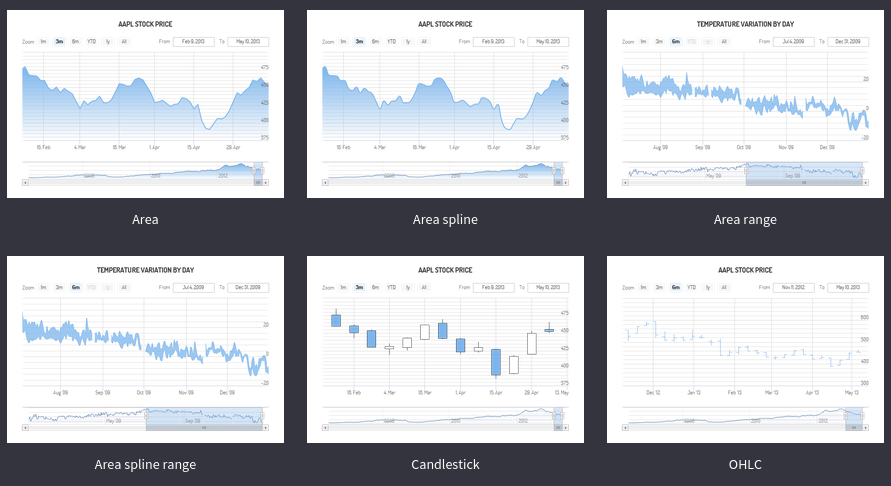 AAPL STOCK PRICE
Zoom 1m 3m 6m YTD 1y All From Feb 9, 2013 To May 10, 2013
475
450
425
400
375
18. Feb 4. Mar 18. Mar 1. Apr 15. Apr 29. Apr
2012
Area
AAPL STOCK PRICE
Zoom 1m 3m 6m YTD 1y All From Feb 9, 2013 To May 10, 2013
475
450
425
400
375
18. Feb 4. Mar 18. Mar 1. Apr 15. Apr 29. Apr
2012
Area spline
TEMPERATURE VARIATION BY DAY
Zoom 1m 3m 6m YTD 1y All From Jul 4, 2009 To Dec 31, 2009
20
0
-20
Aug '09 Sep '09 Oct '09 Nov '09 Dec '09
May '09 Sep '09
Area range
TEMPERATURE VARIATION BY DAY
Zoom 1m 3m 6m YTD 1y All From Jul 4, 2009 To Dec 31, 2009
20
0
-20
Aug '09 Sep '09 Oct '09 Nov '09 Dec '09
May '09 Sep '09
Area spline range
AAPL STOCK PRICE
Zoom 1m 3m 6m YTD 1y All From Feb 9, 2013 To May 10, 2013
475
450
425
400
375
18. Feb 4. Mar 18. Mar 1. Apr 15. Apr 29. Apr 13. May
2012
Candlestick
AAPL STOCK PRICE
Zoom 1m 3m 6m YTD 1y All From Nov 11, 2012 To May 10, 2013
600
500
400
300
Dec '12 Jan '13 Feb '13 Mar '13 Apr '13 May '13
2012
OHLC